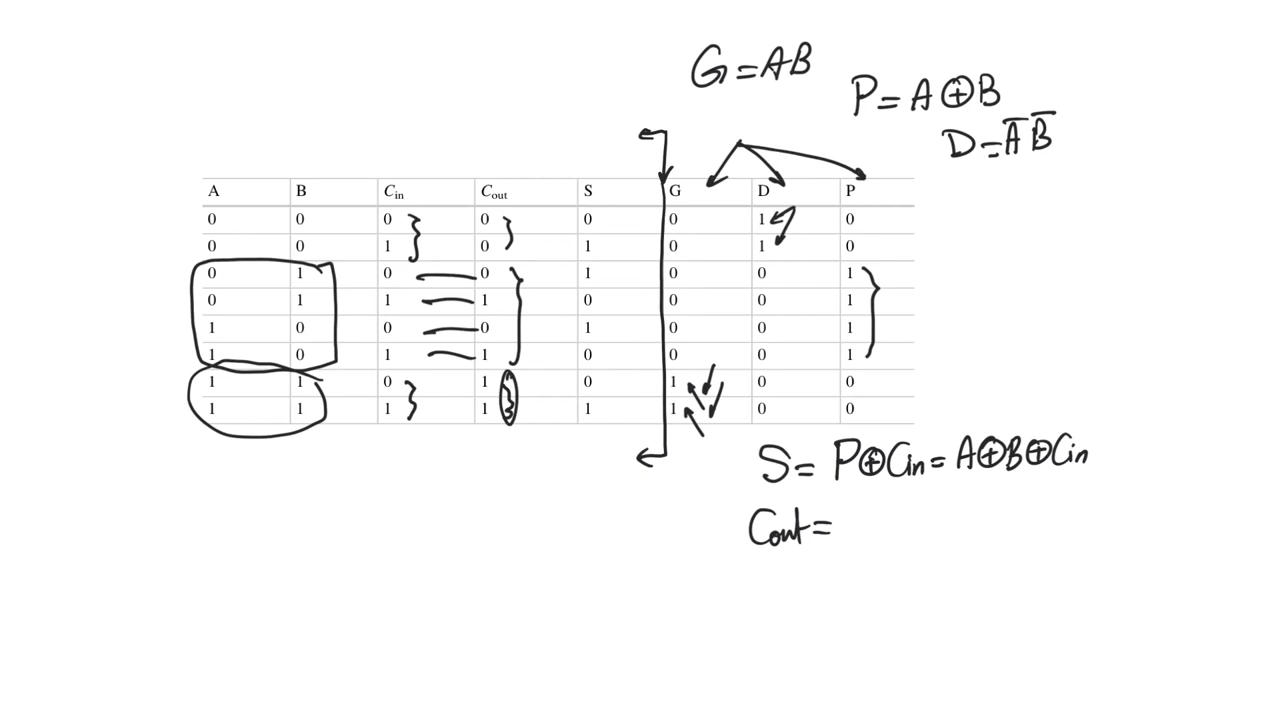 G = AB
P = A ⊕ B
D = A̅ B̅
A B C_in C_out S G D P
0 0 0 0 0 0 1 0
0 0 1 0 1 0 1 0
0 1 0 0 1 0 0 1
0 1 1 1 0 0 0 1
1 0 0 0 1 0 0 1
1 0 1 1 0 0 0 1
1 1 0 1 0 1 0 0
1 1 1 1 1 1 0 0
S = P⊕Cin = A⊕B⊕Cin
Cout =